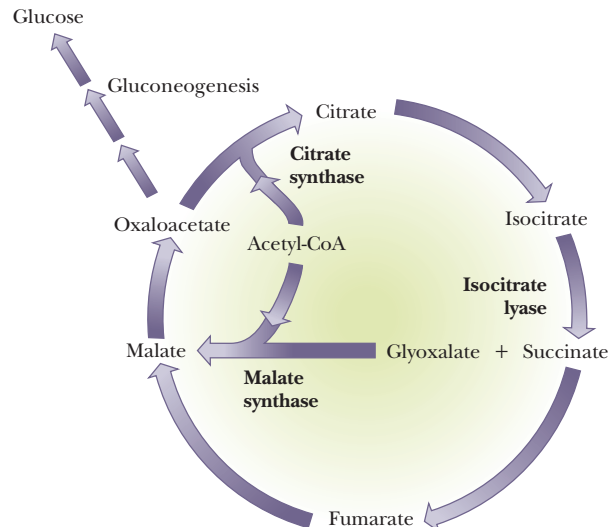 Glucose
Gluconeogenesis
Citrate
Citrate
synthase
Isocitrate
Oxaloacetate
Acetyl-CoA
Isocitrate
lyase
Malate
Glyoxalate + Succinate
Malate
synthase
Fumarate